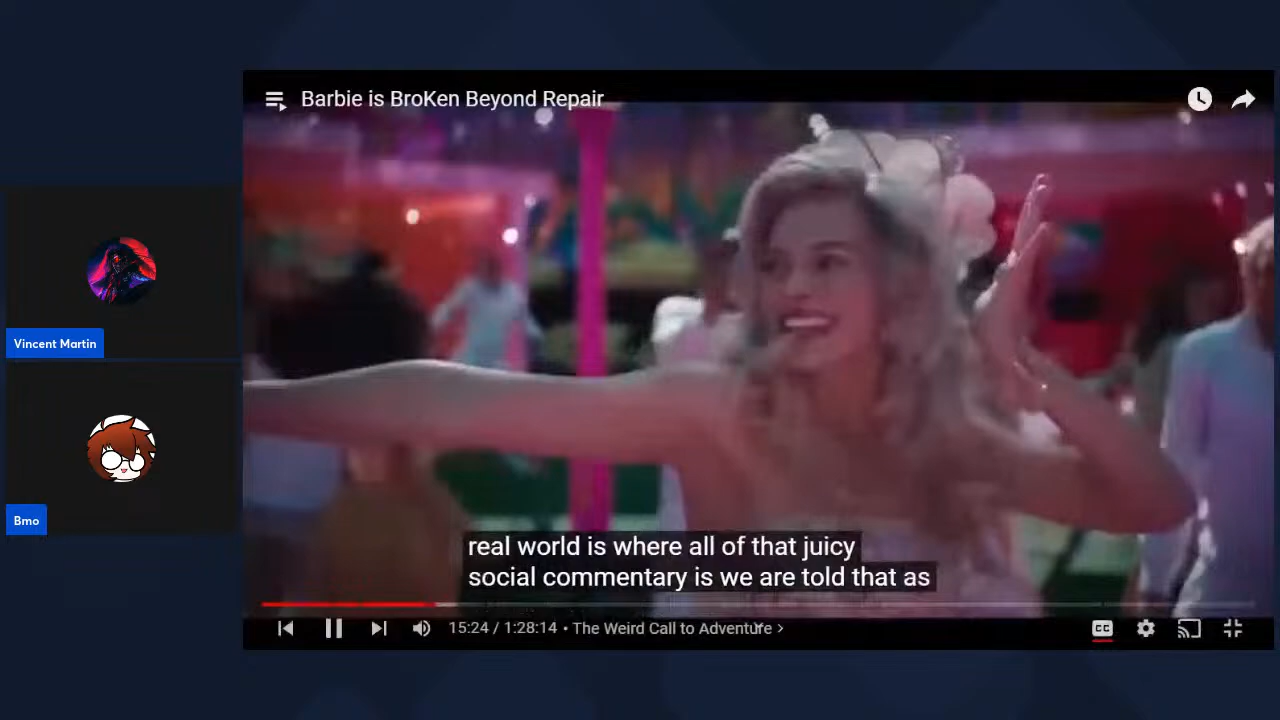 Barbie is BroKen Beyond Repair
Vincent Martin
Bmo
real world is where all of that juicy
social commentary is we are told that as
15:24 / 1:28:14 • The Weird Call to Adventure >
CC